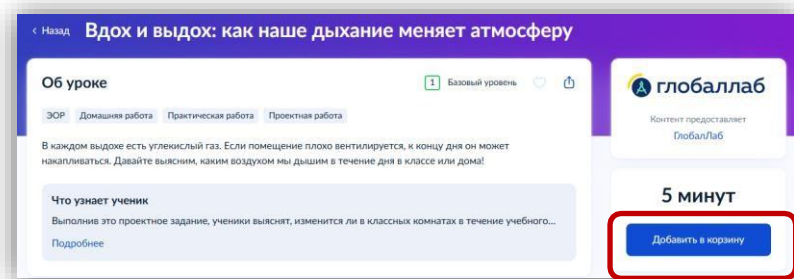 ‹ Назад Вдох и выдох: как наше дыхание меняет атмосферу
Об уроке
1 Базовый уровень
ЭОР Домашняя работа Практическая работа Проектная работа
В каждом выдохе есть углекислый газ. Если помещение плохо вентилируется, к концу дня он может
накапливаться. Давайте выясним, каким воздухом мы дышим в течение дня в классе или дома!
Что узнает ученик
Выполнив это проектное задание, ученики выяснят, изменится ли в классных комнатах в течение учебного...
Подробнее
глобаллаб
Контент предоставляет
ГлобалЛаб
5 минут
Добавить в корзину